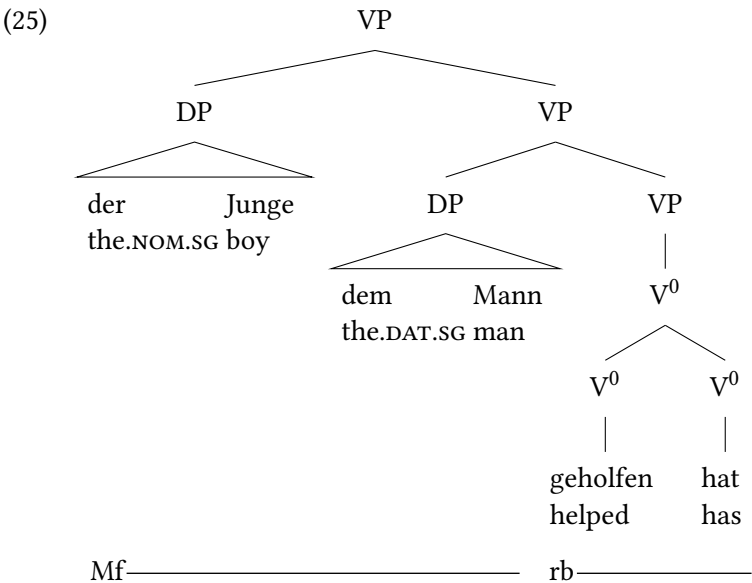 (25) VP
DP VP
der Junge DP VP
the.NOM.SG boy
dem Mann V⁰
the.DAT.SG man
V⁰ V⁰
geholfen hat
helped has
Mf rb